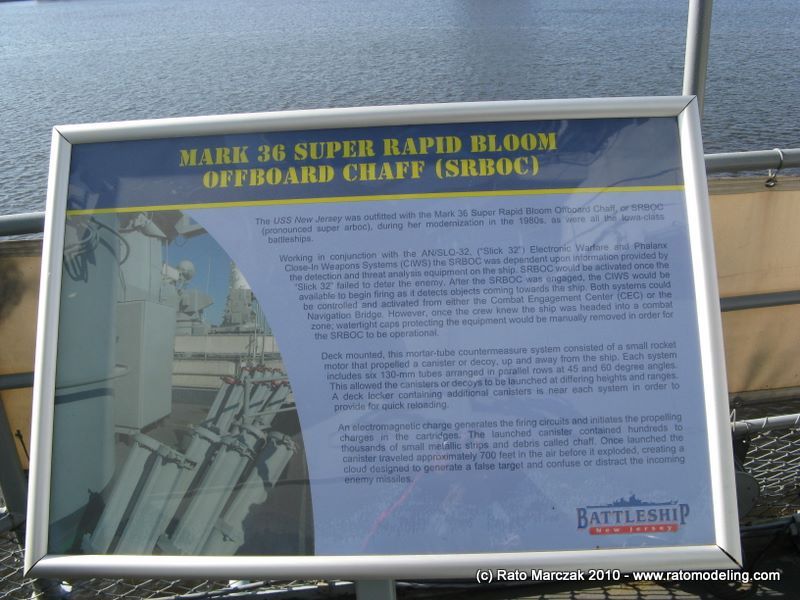 MARK 36 SUPER RAPID BLOOM
OFFBOARD CHAFF (SRBOC)
The USS New Jersey was outfitted with the Mark 36 Super Rapid Bloom Offboard Chaff, or SRBOC
(pronounced super arboc), during her modernization in the 1980s, as were all the Iowa-class
battleships.
Working in conjunction with the AN/SLQ-32, ("Slick 32") Electronic Warfare and Phalanx
Close-In Weapons Systems (CIWS) the SRBOC was dependent upon information provided by
the detection and threat analysis equipment on the ship. SRBOC would be activated once the
"Slick 32" failed to deter the enemy. After the SRBOC was engaged, the CIWS would be
available to begin firing as it detects objects coming towards the ship. Both systems could
be controlled and activated from either the Combat Engagement Center (CEC) or the
Navigation Bridge. However, once the crew knew the ship was headed into a combat
zone; watertight caps protecting the equipment would be manually removed in order for
the SRBOC to be operational.
Deck mounted, this mortar-tube countermeasure system consisted of a small rocket
motor that propelled a canister or decoy, up and away from the ship. Each system
includes six 130-mm tubes arranged in parallel rows at 45 and 60 degree angles.
This allowed the canisters or decoys to be launched at differing heights and ranges.
A deck locker containing additional canisters is near each system in order to
provide for quick reloading.
An electromagnetic charge generates the firing circuits and initiates the propelling
charges in the cartridges. The launched canister contained hundreds to
thousands of small metallic strips and debris called chaff. Once launched the
canister traveled approximately 700 feet in the air before it exploded, creating a
cloud designed to generate a false target and confuse or distract the incoming
enemy missiles.
BATTLESHIP
New Jersey
(c) Rato Marczak 2010 - www.ratomodeling.com